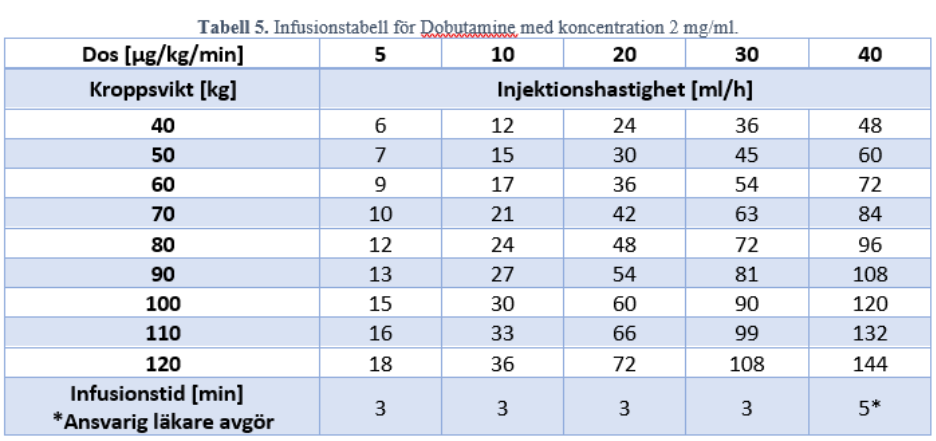 Tabell 5. Infusionstabell för Dobutamine med koncentration 2 mg/ml.
Dos [µg/kg/min] 5 10 20 30 40
Kroppsvikt [kg] Injektionshastighet [ml/h]
40 6 12 24 36 48
50 7 15 30 45 60
60 9 17 36 54 72
70 10 21 42 63 84
80 12 24 48 72 96
90 13 27 54 81 108
100 15 30 60 90 120
110 16 33 66 99 132
120 18 36 72 108 144
Infusionstid [min]
*Ansvarig läkare avgör 3 3 3 3 5*